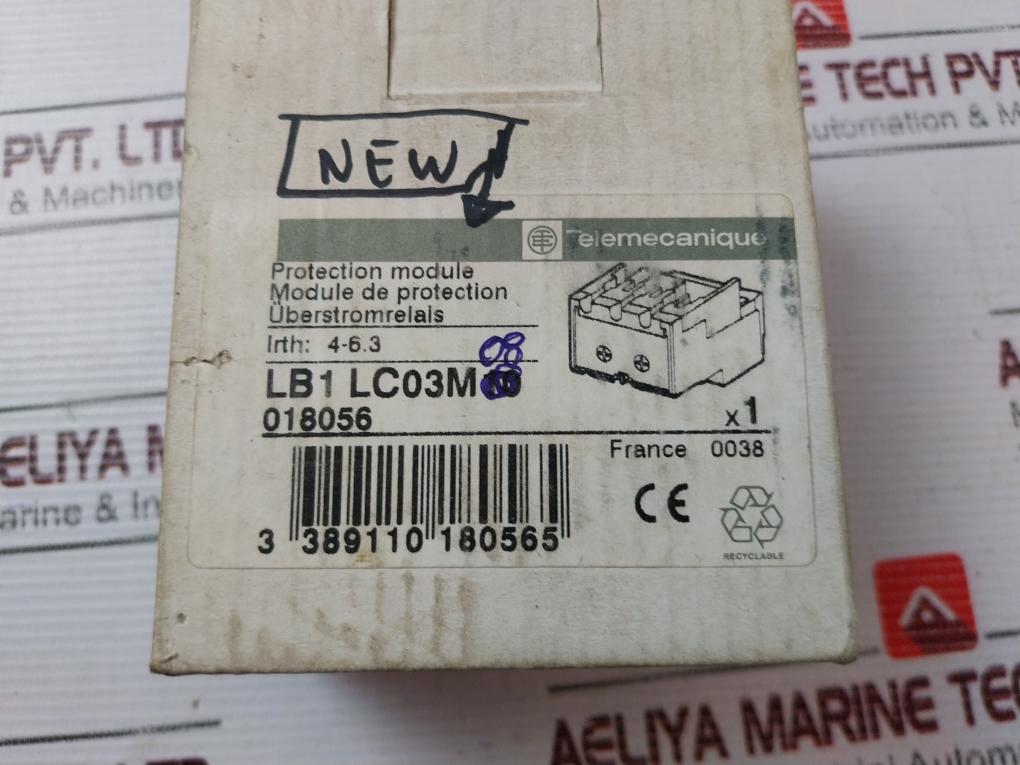 NEW
Telemecanique
Protection module
Module de protection
Überstromrelais
Irth: 4-6.3
08
LB1 LC03M
018056
x1
France 0038
3 389110 180565
CE
RECYCLABLE
E TECH PVT
Automation & M
PVT. LTD
& Machiner
ELIYA M
arine & In
AELIYA MARINE TEC